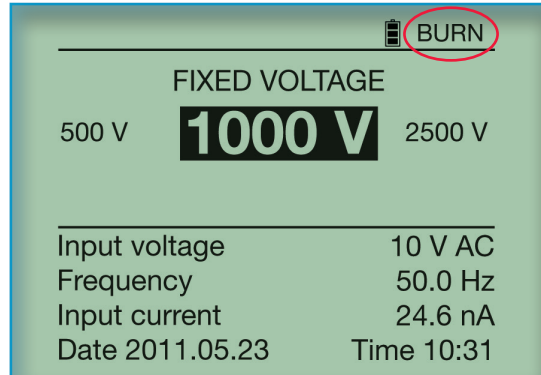 BURN
FIXED VOLTAGE
500 V 1000 V 2500 V
Input voltage 10 V AC
Frequency 50.0 Hz
Input current 24.6 nA
Date 2011.05.23 Time 10:31